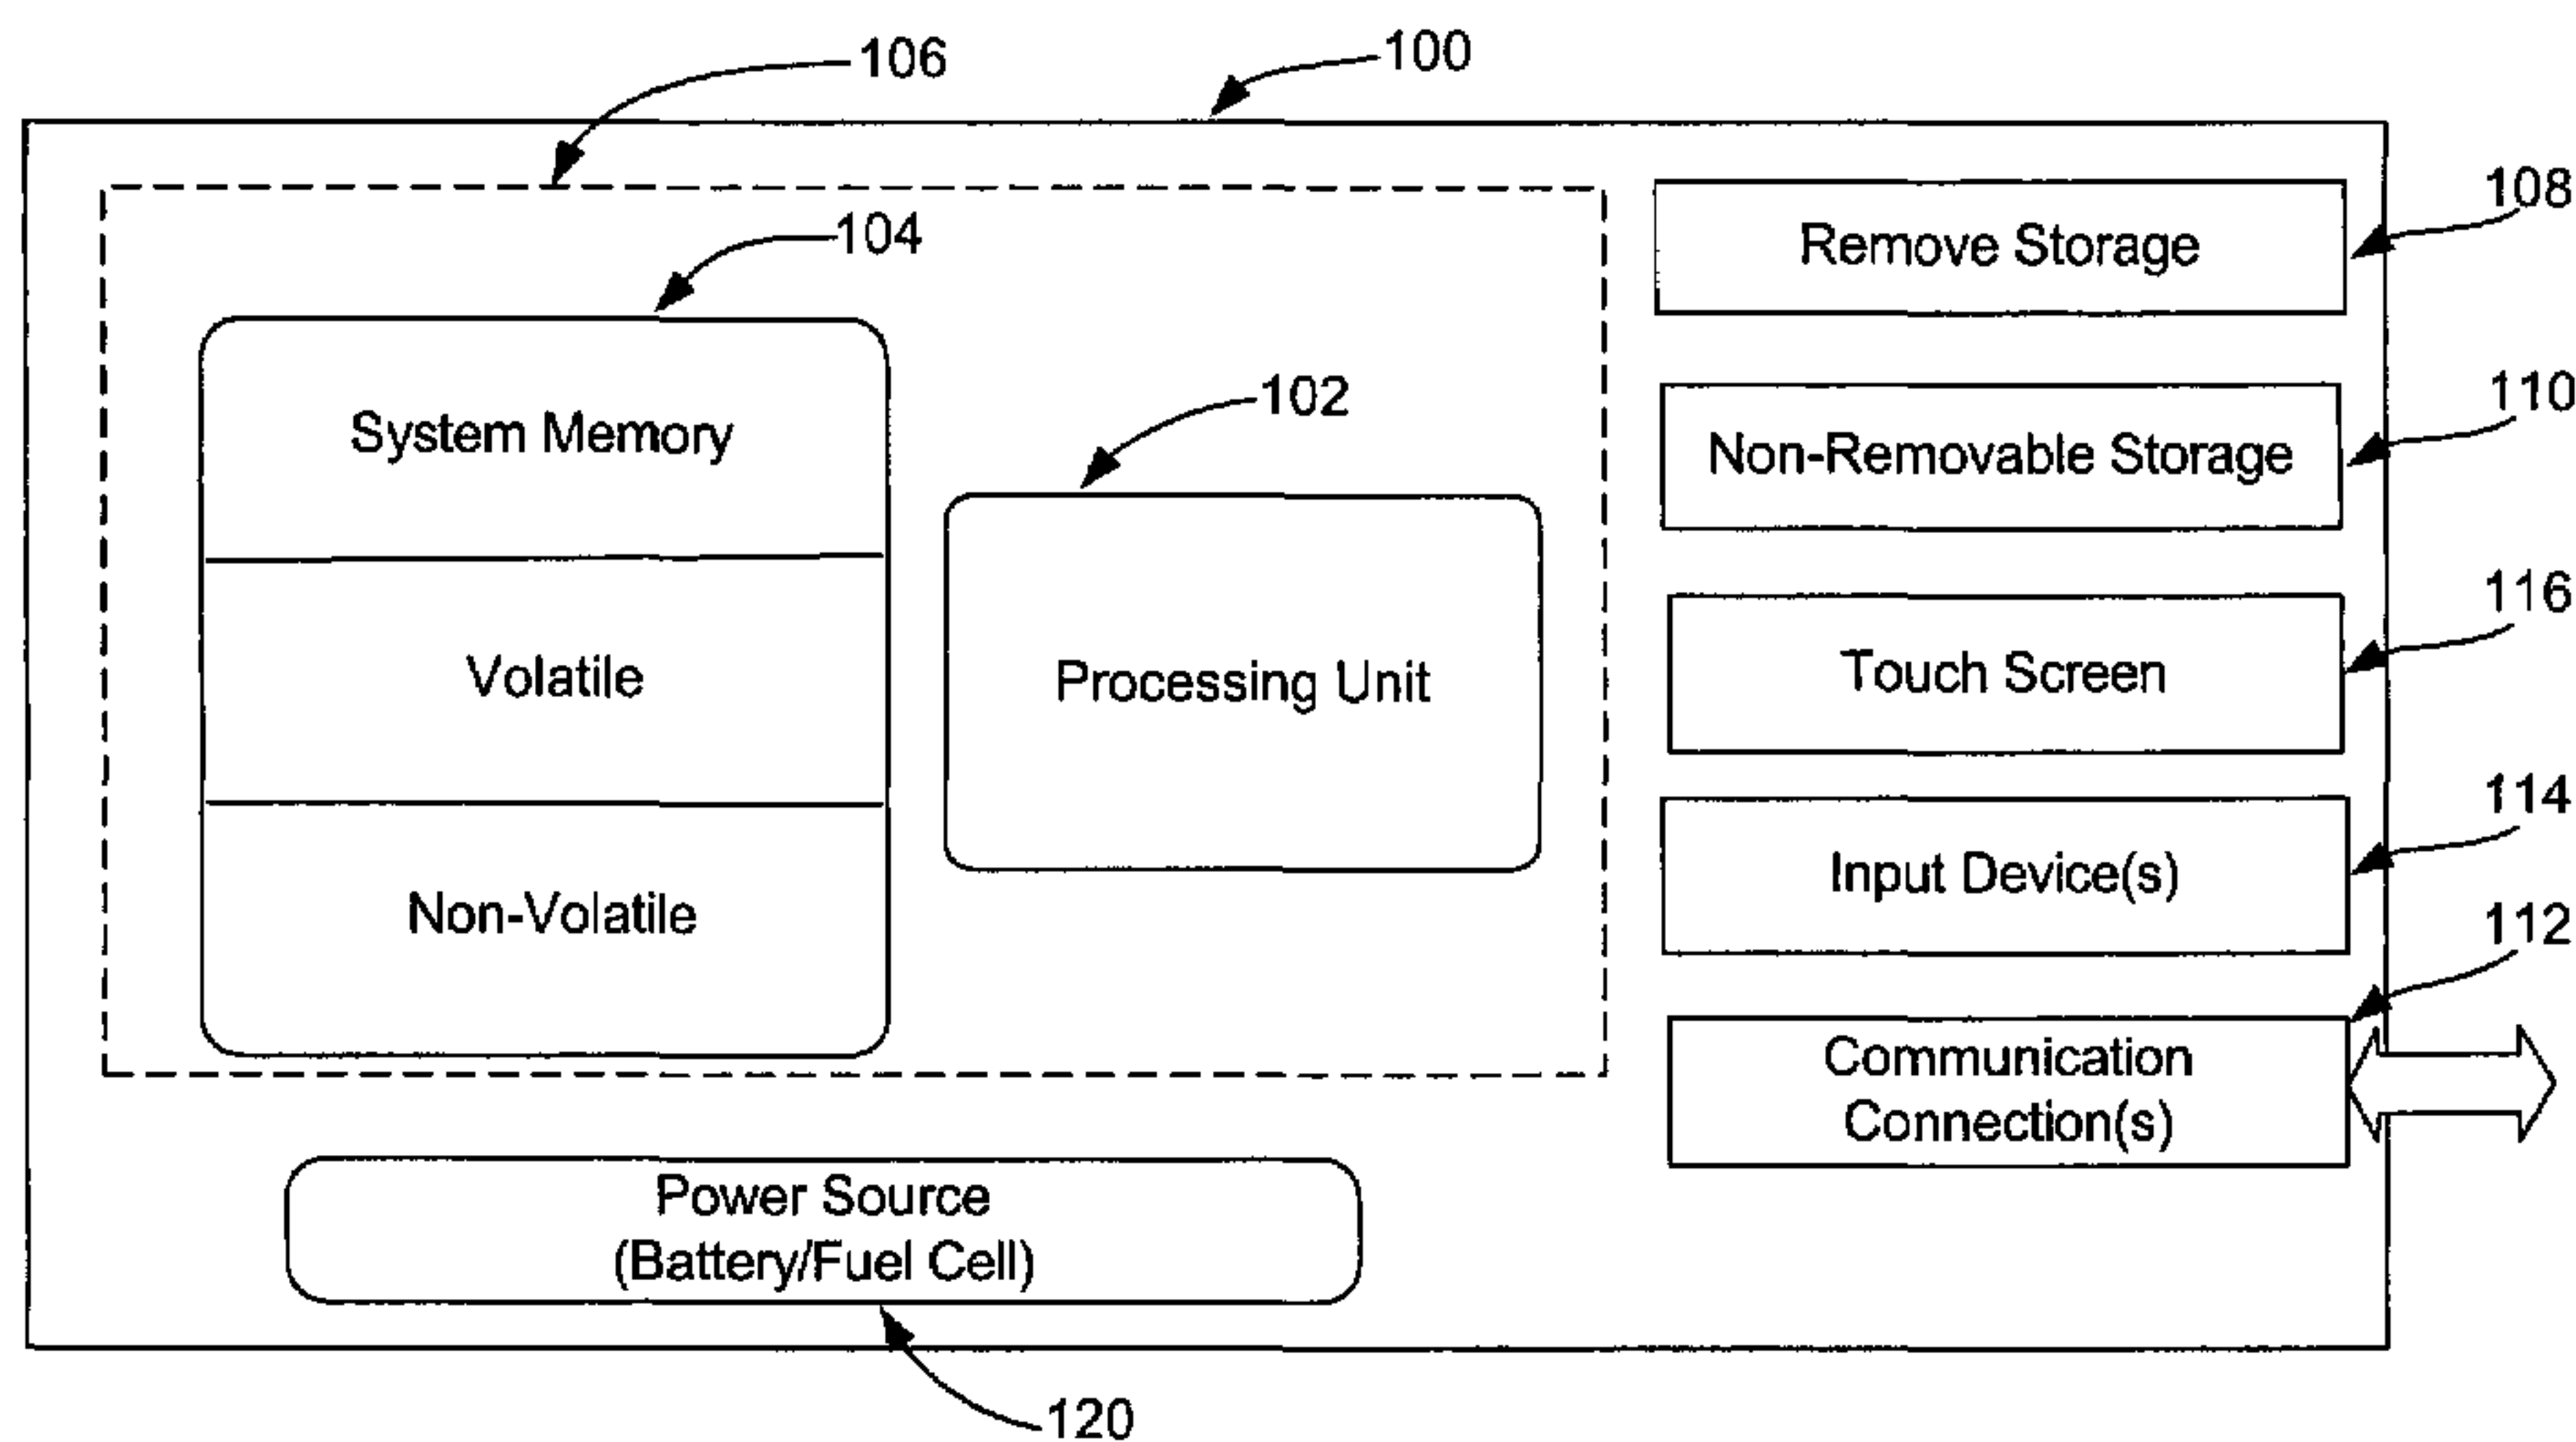 106
100
104
System Memory
Volatile
Non-Volatile
102
Processing Unit
Remove Storage
108
Non-Removable Storage
110
Touch Screen
116
Input Device(s)
114
Communication
Connection(s)
112
Power Source
(Battery/Fuel Cell)
120